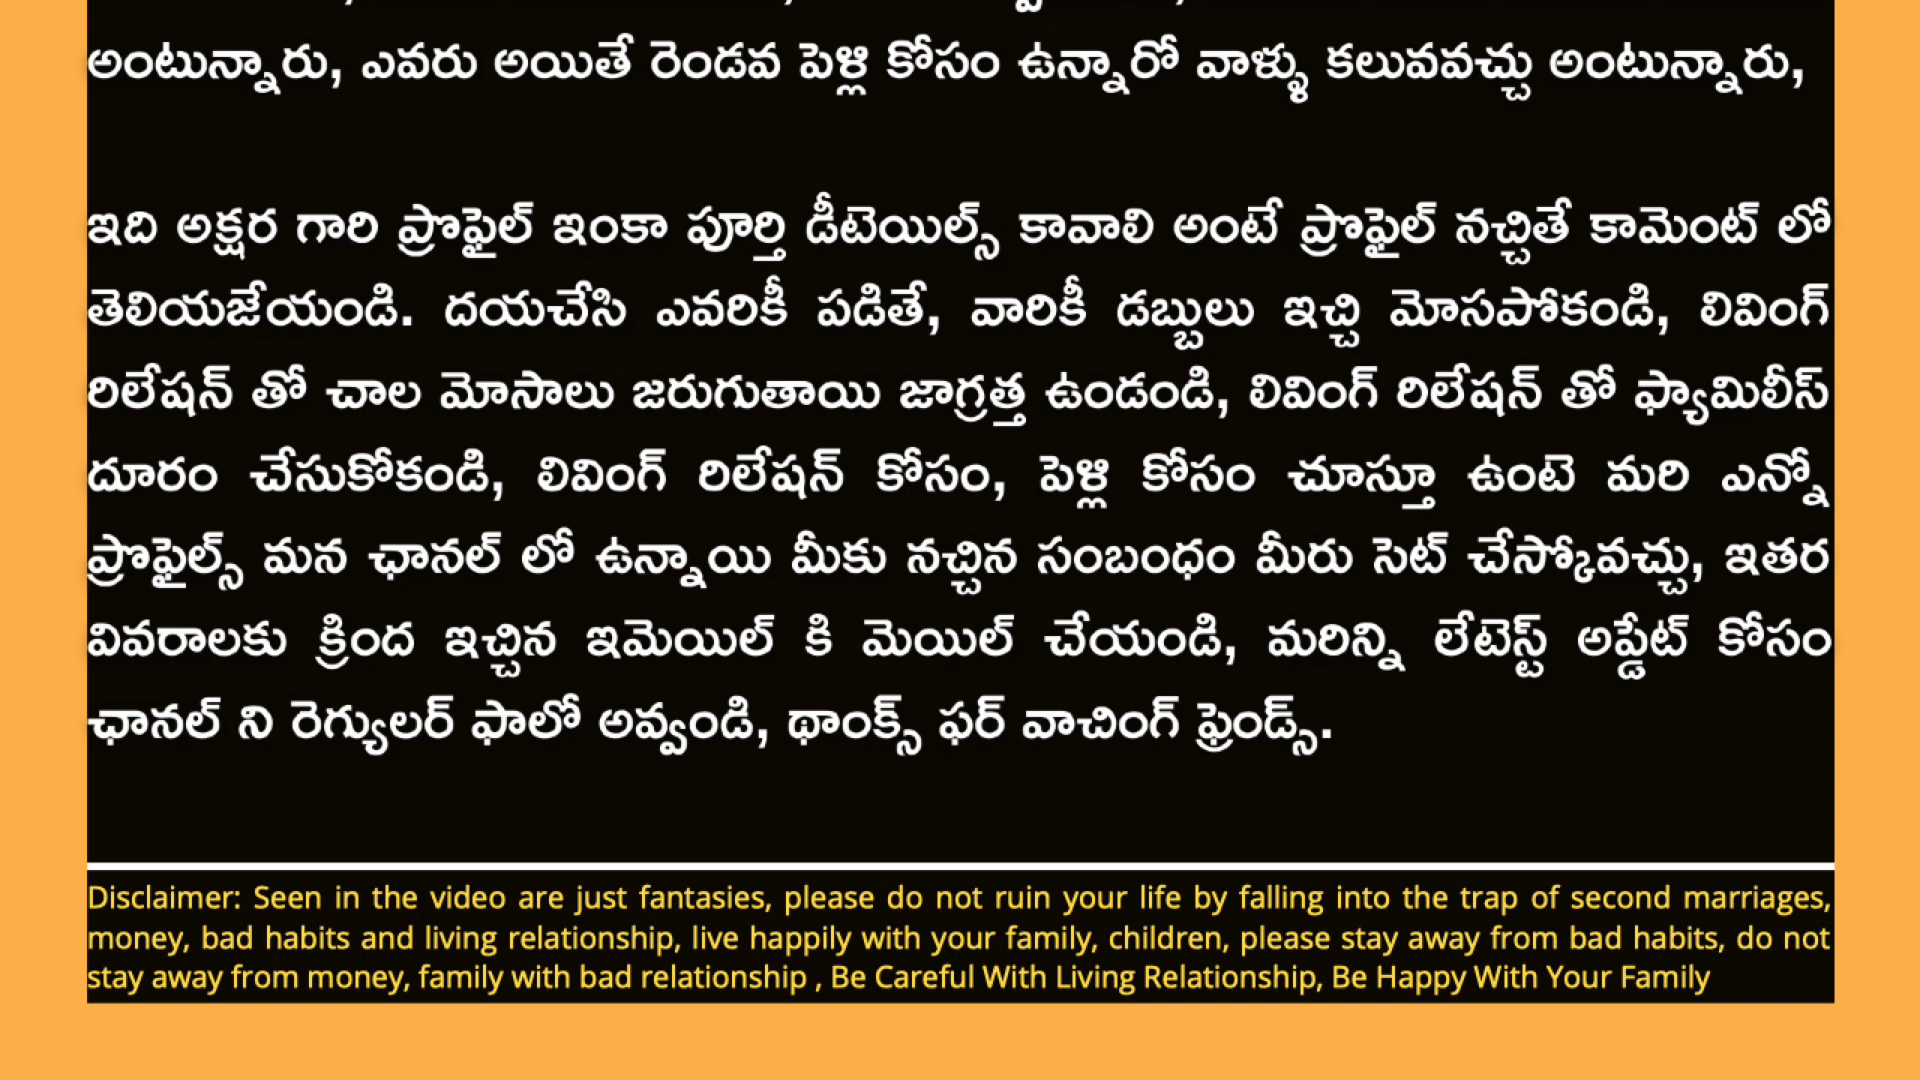 అంటున్నారు, ఎవరు అయితే రెండవ పెళ్లి కోసం ఉన్నారో వాళ్ళు కలువవచ్చు అంటున్నారు,
ఇది అక్షర గారి ప్రొఫైల్ ఇంకా పూర్తి డీటెయిల్స్ కావాలి అంటే ప్రొఫైల్ నచ్చితే కామెంట్ లో
తెలియజేయండి. దయచేసి ఎవరికీ పడితే, వారికీ డబ్బులు ఇచ్చి మోసపోకండి, లివింగ్
రిలేషన్ తో చాల మోసాలు జరుగుతాయి జాగ్రత్త ఉండండి, లివింగ్ రిలేషన్ తో ఫ్యామిలీస్
దూరం చేసుకోకండి, లివింగ్ రిలేషన్ కోసం, పెళ్లి కోసం చూస్తూ ఉంటె మరి ఎన్నో
ప్రొఫైల్స్ మన ఛానల్ లో ఉన్నాయి మీకు నచ్చిన సంబంధం మీరు సెట్ చేస్కోవచ్చు, ఇతర
వివరాలకు క్రింద ఇచ్చిన ఇమెయిల్ కి మెయిల్ చేయండి, మరిన్ని లేటెస్ట్ అప్డేట్ కోసం
ఛానల్ ని రెగ్యులర్ ఫాలో అవ్వండి, థాంక్స్ ఫర్ వాచింగ్ ఫ్రెండ్స్.
Disclaimer: Seen in the video are just fantasies, please do not ruin your life by falling into the trap of second marriages,
money, bad habits and living relationship, live happily with your family, children, please stay away from bad habits, do not
stay away from money, family with bad relationship , Be Careful With Living Relationship, Be Happy With Your Family